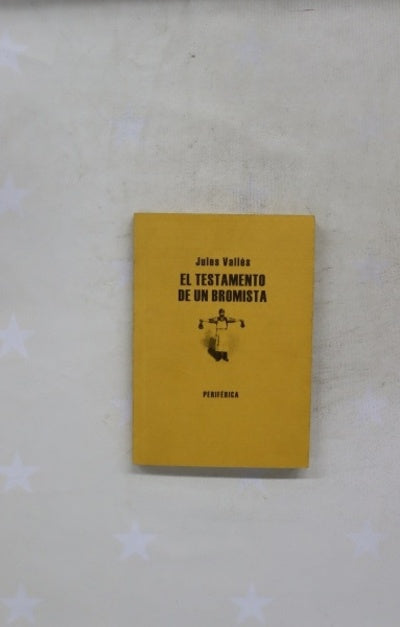 Jules Vallès
EL TESTAMENTO
DE UN BROMISTA
PERIFÉRICA